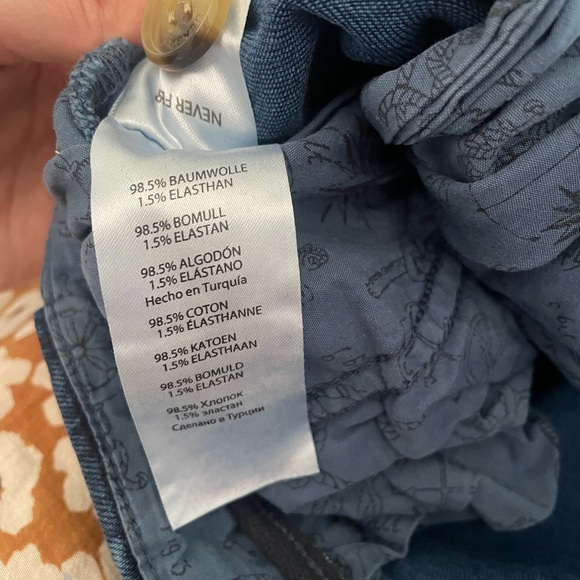 NEVER
98.5% BAUMWOLLE
1.5% ELASTHAN
98.5% BOMULL
1.5% ELASTAN
98.5% ALGODÓN
1.5% ELÁSTANO
Hecho en Turquía
98.5% COTON
1.5% ÉLASTHANNE
98.5% KATOEN
1.5% ELASTHAAN
98.5% BOMULD
1.5% ELASTAN
98.5% Хлопок
1.5% эластан
Сделано в Турции